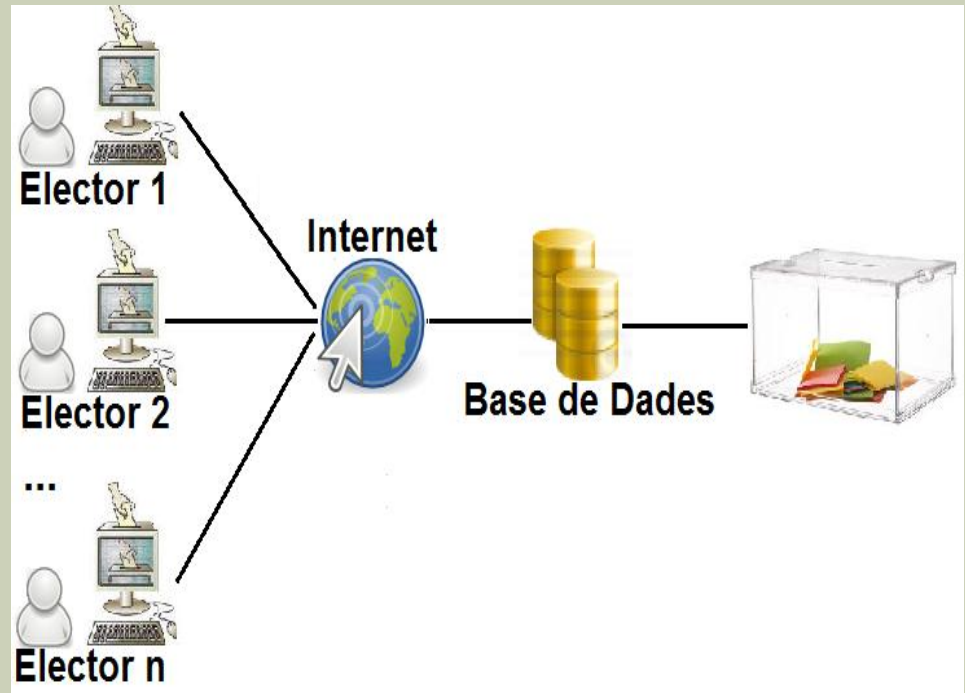 Elector 1
Internet
Elector 2
Base de Dades
...
Elector n